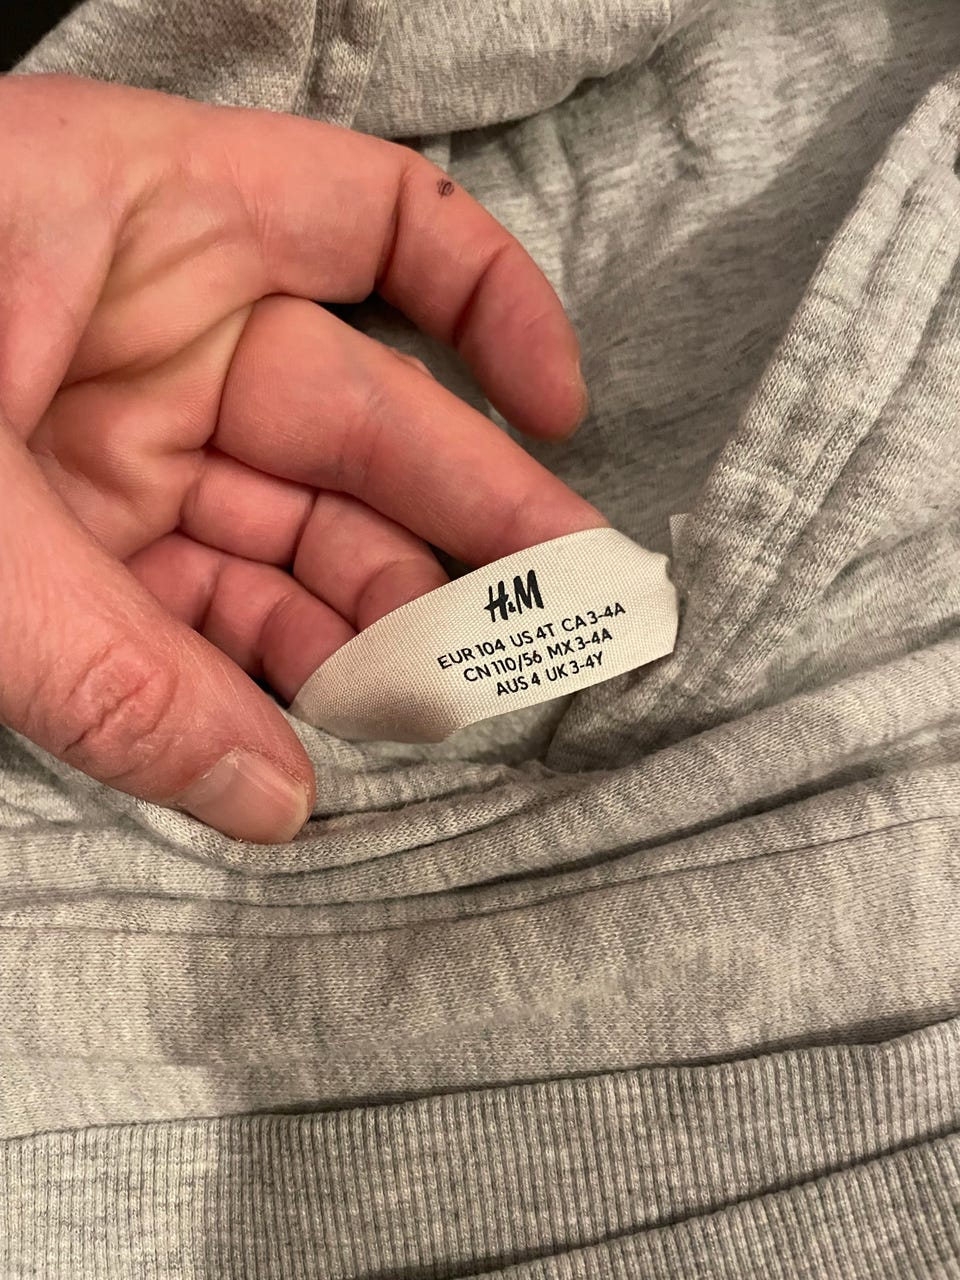 H&M
EUR 104 US 4T CA 3-4A
CN 110/56 MX 3-4A
AUS 4 UK 3-4Y